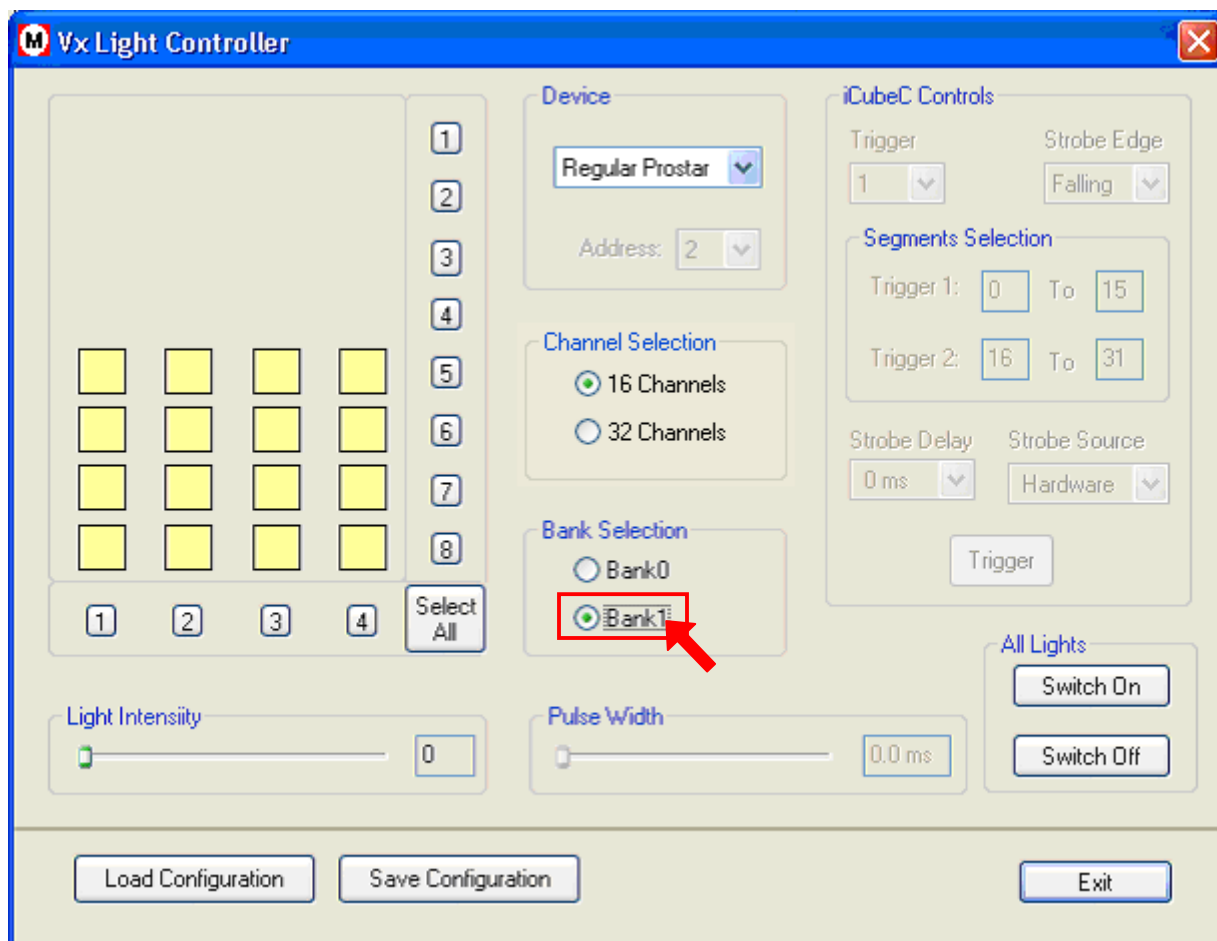 M Vx Light Controller
1
2
3
4
5
6
7
8
1 2 3 4 Select All
Device
Regular Prostar
Address: 2
Channel Selection
16 Channels
32 Channels
Bank Selection
Bank0
Bank1
iCubeC Controls
Trigger Strobe Edge
1 Falling
Segments Selection
Trigger 1: 0 To 15
Trigger 2: 16 To 31
Strobe Delay Strobe Source
0 ms Hardware
Trigger
Light Intensiity
0
Pulse Width
0.0 ms
All Lights
Switch On
Switch Off
Load Configuration Save Configuration Exit